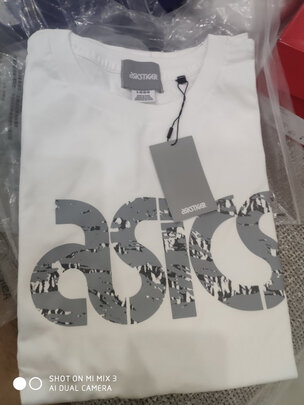 ASICSTIGER
ASICSTIGER
asics
SHOT ON MI MIX 3
AI DUAL CAMERA